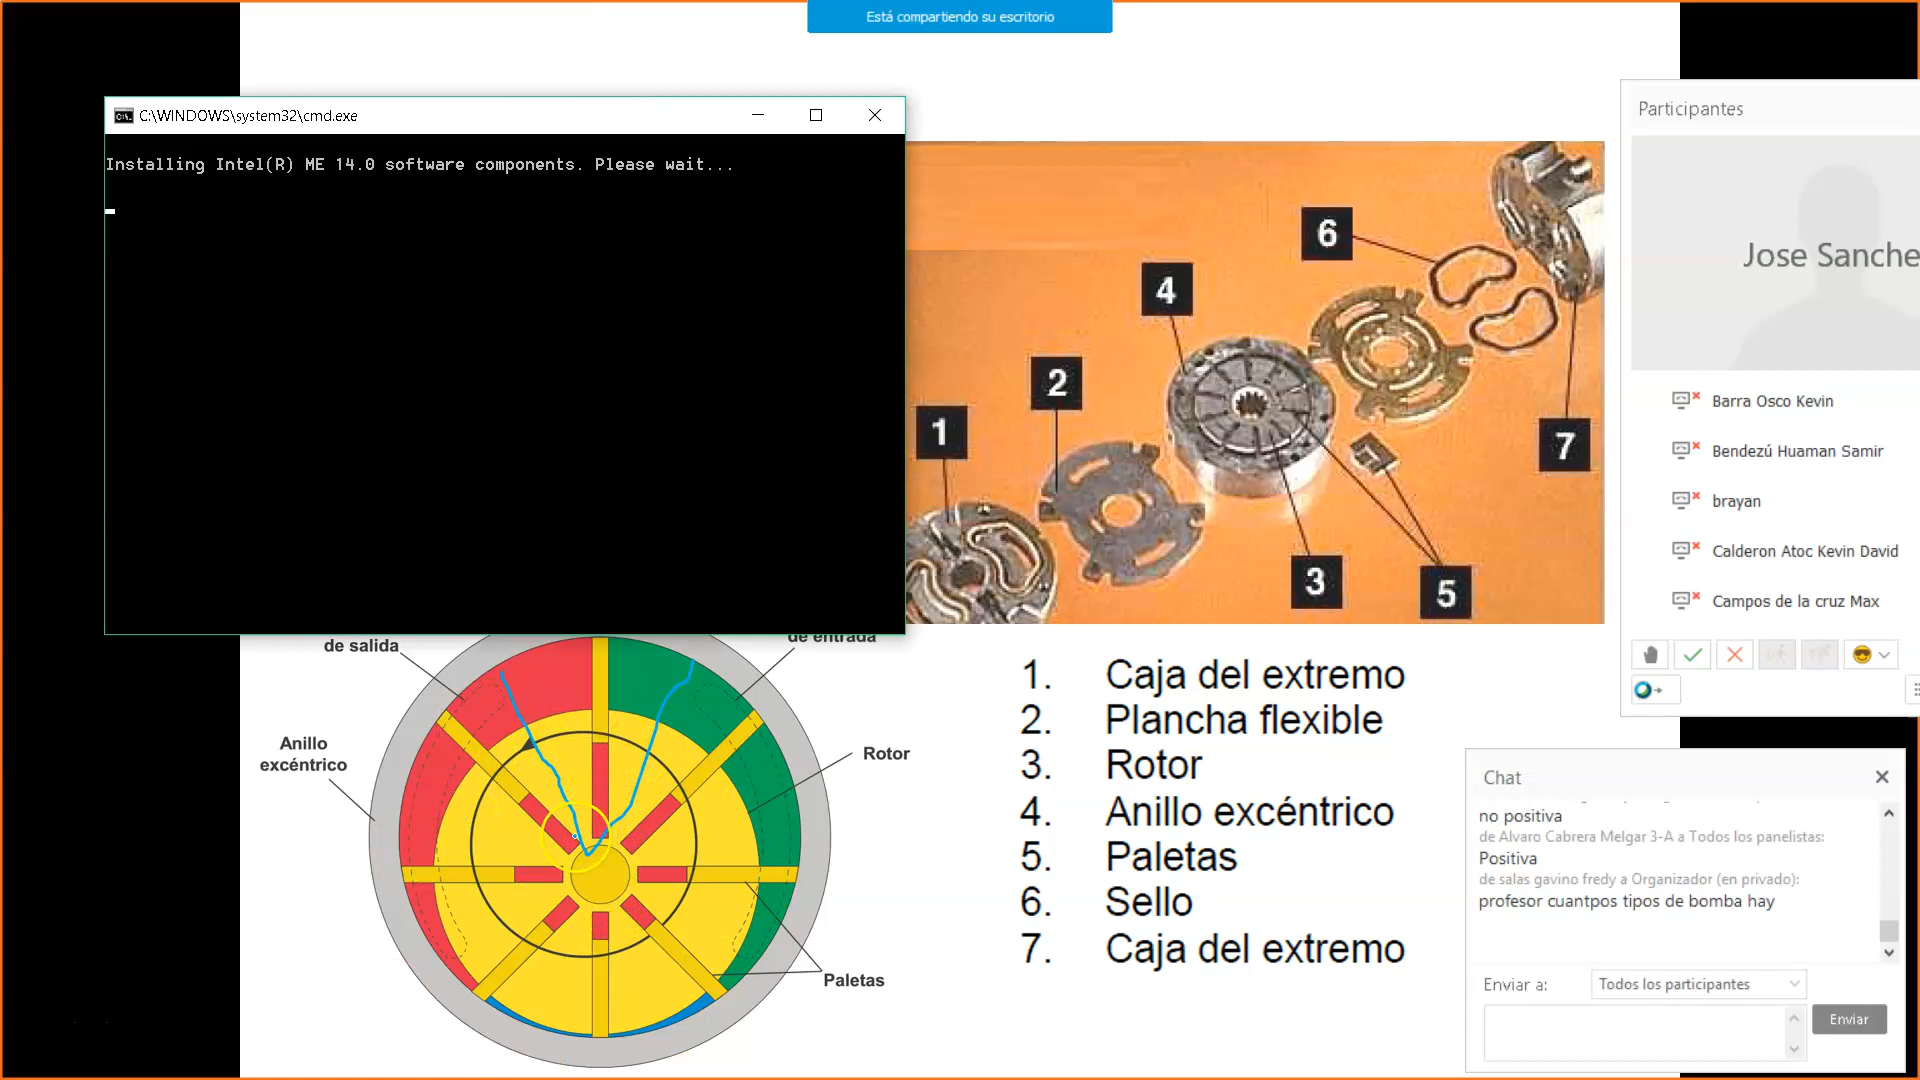 Está compartiendo su escritorio
C:\WINDOWS\system32\cmd.exe
Installing Intel(R) ME 14.0 software components. Please wait...
1
2
3
4
5
6
7
de salida
de entrada
Anillo
excéntrico
Rotor
Paletas
1. Caja del extremo
2. Plancha flexible
3. Rotor
4. Anillo excéntrico
5. Paletas
6. Sello
7. Caja del extremo
Participantes
Jose Sanche
Barra Osco Kevin
Bendezú Huaman Samir
brayan
Calderon Atoc Kevin David
Campos de la cruz Max
Chat
no positiva
de Alvaro Cabrera Melgar 3-A a Todos los panelistas:
Positiva
de salas gavino fredy a Organizador (en privado):
profesor cuantpos tipos de bomba hay
Enviar a: Todos los participantes
Enviar